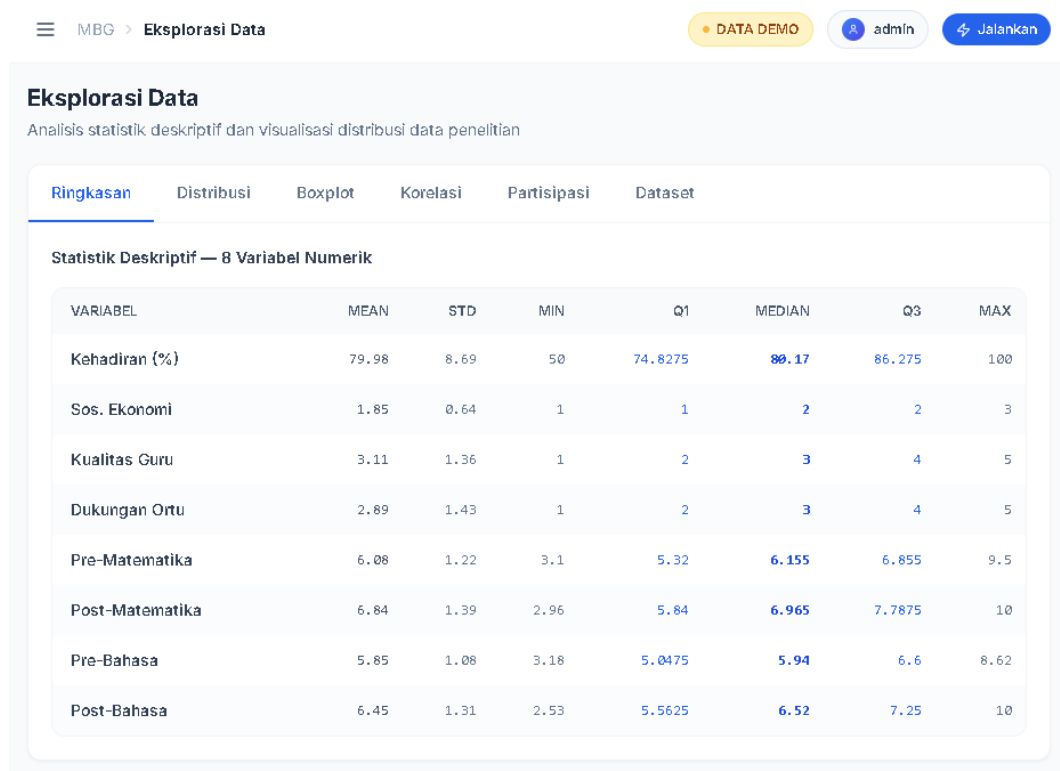 MBG > Eksplorasi Data DATA DEMO admin Jalankan
Eksplorasi Data
Analisis statistik deskriptif dan visualisasi distribusi data penelitian
Ringkasan Distribusi Boxplot Korelasi Partisipasi Dataset
Statistik Deskriptif — 8 Variabel Numerik
VARIABEL MEAN STD MIN Q1 MEDIAN Q3 MAX
Kehadiran (%) 79.98 8.69 50 74.8275 80.17 86.275 100
Sos. Ekonomi 1.85 0.64 1 1 2 2 3
Kualitas Guru 3.11 1.36 1 2 3 4 5
Dukungan Ortu 2.89 1.43 1 2 3 4 5
Pre-Matematika 6.08 1.22 3.1 5.32 6.155 6.855 9.5
Post-Matematika 6.84 1.39 2.96 5.84 6.965 7.7875 10
Pre-Bahasa 5.85 1.08 3.18 5.0475 5.94 6.6 8.62
Post-Bahasa 6.45 1.31 2.53 5.5625 6.52 7.25 10